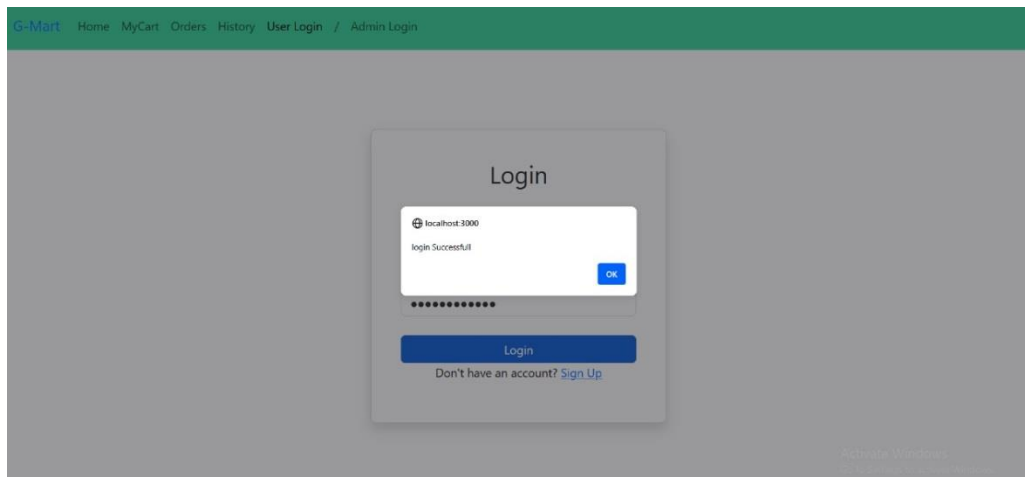 G-Mart Home MyCart Orders History User Login / Admin Login
Login
localhost:3000
login Successfull
OK
Login
Don't have an account? Sign Up
Activate Windows